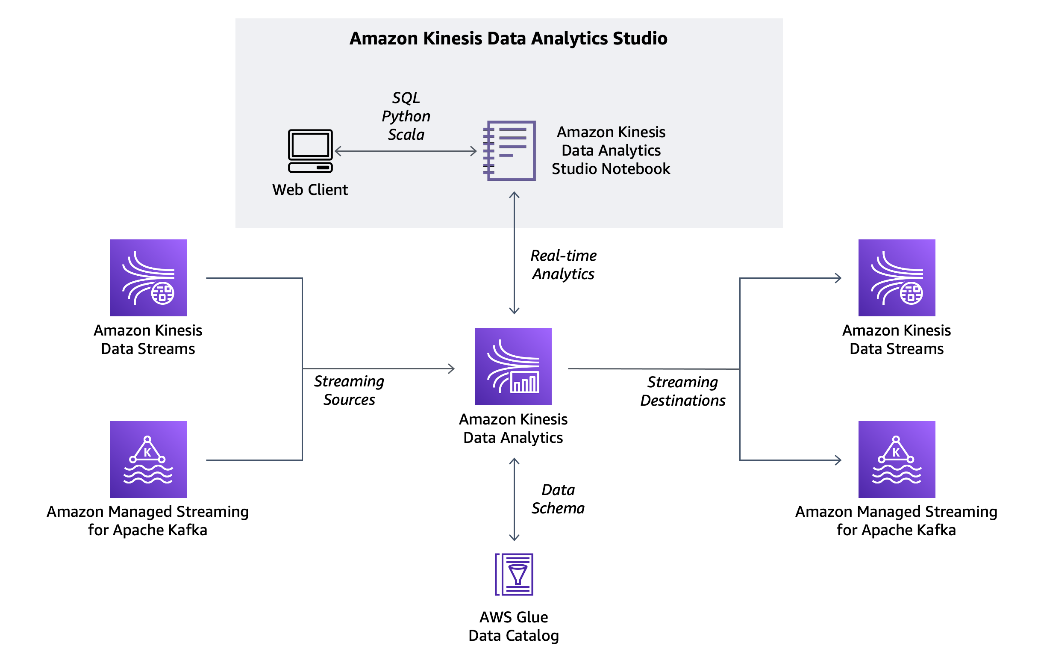 Amazon Kinesis Data Analytics Studio
SQL
Python
Scala
Web Client
Amazon Kinesis
Data Analytics
Studio Notebook
Real-time
Analytics
Amazon Kinesis
Data Streams
Amazon Kinesis
Data Streams
Streaming
Sources
Streaming
Destinations
Amazon Kinesis
Data Analytics
K
K
Amazon Managed Streaming
for Apache Kafka
Data
Schema
Amazon Managed Streaming
for Apache Kafka
AWS Glue
Data Catalog